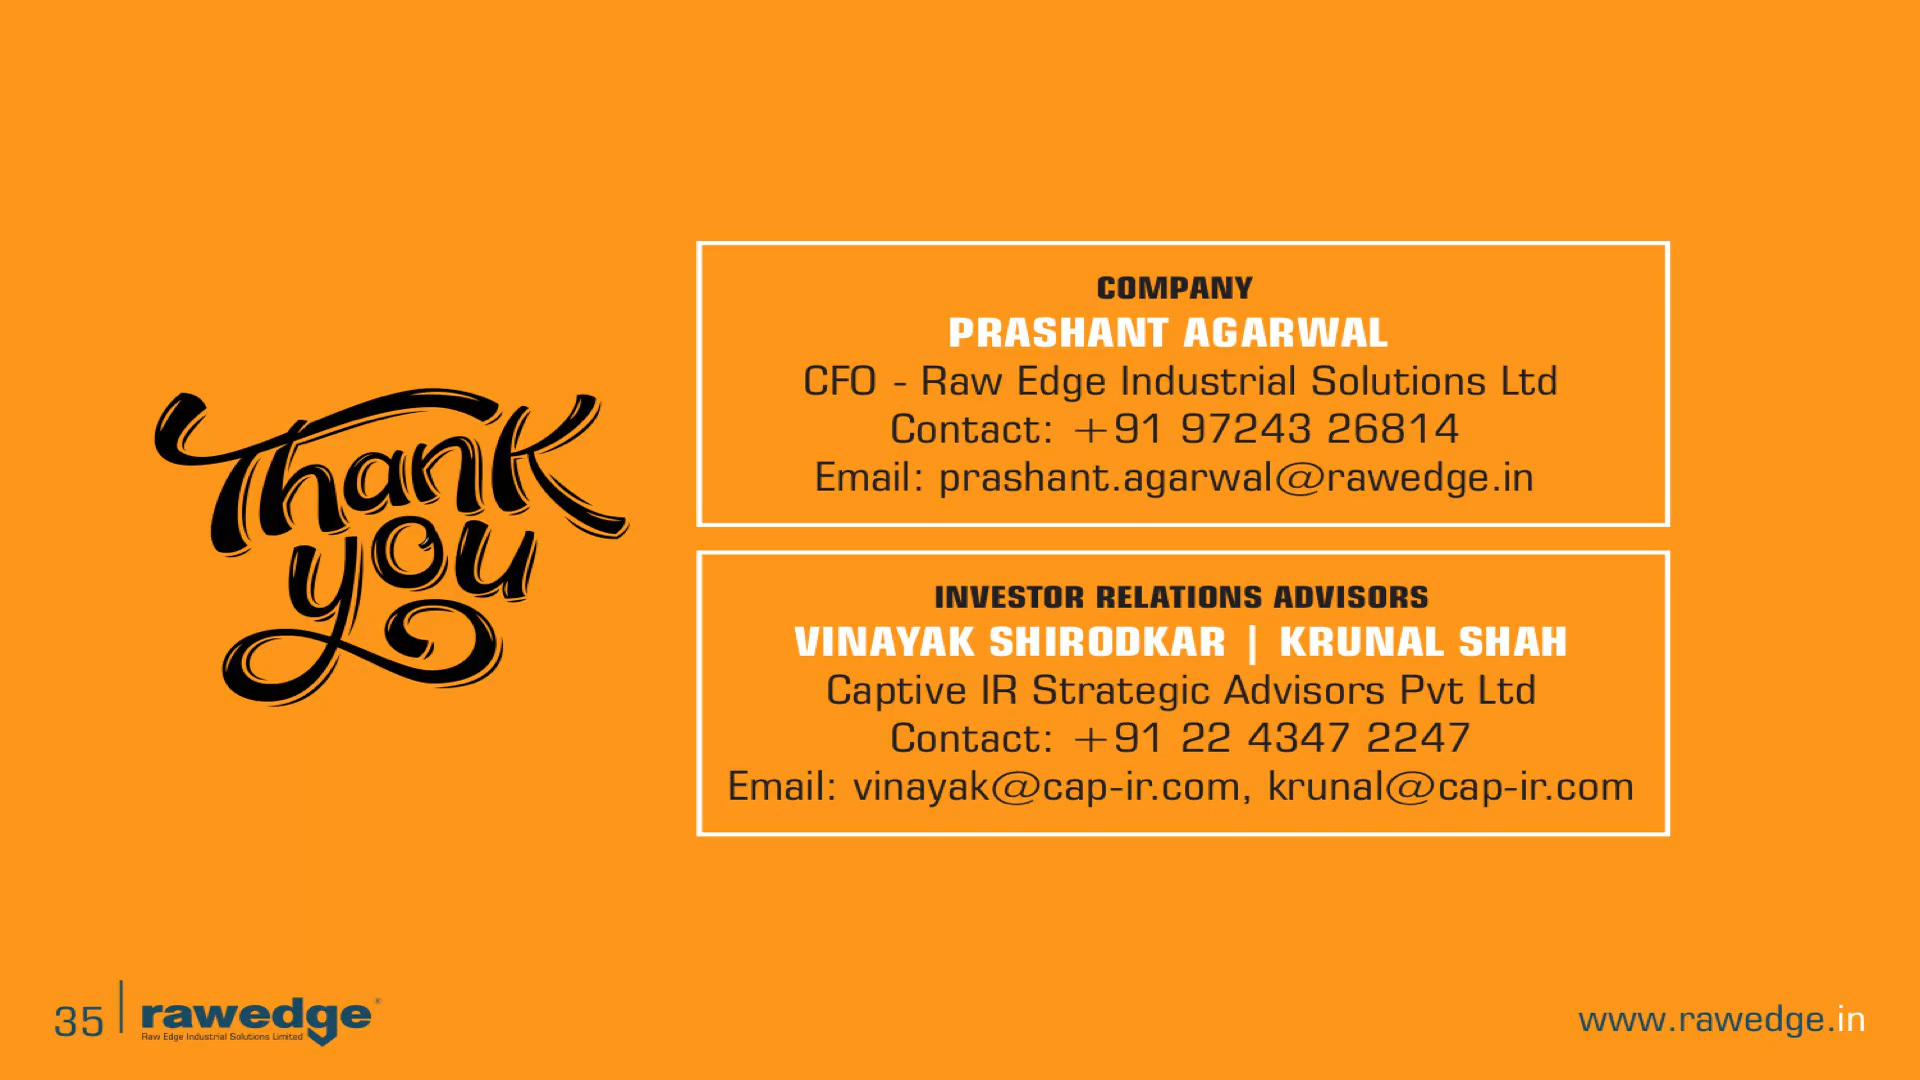 Thank
you
COMPANY
PRASHANT AGARWAL
CFO - Raw Edge Industrial Solutions Ltd
Contact: +91 97243 26814
Email: prashant.agarwal@rawedge.in
INVESTOR RELATIONS ADVISORS
VINAYAK SHIRODKAR | KRUNAL SHAH
Captive IR Strategic Advisors Pvt Ltd
Contact: +91 22 4347 2247
Email: vinayak@cap-ir.com, krunal@cap-ir.com
35
rawedge®
Raw Edge Industrial Solutions Limited
www.rawedge.in